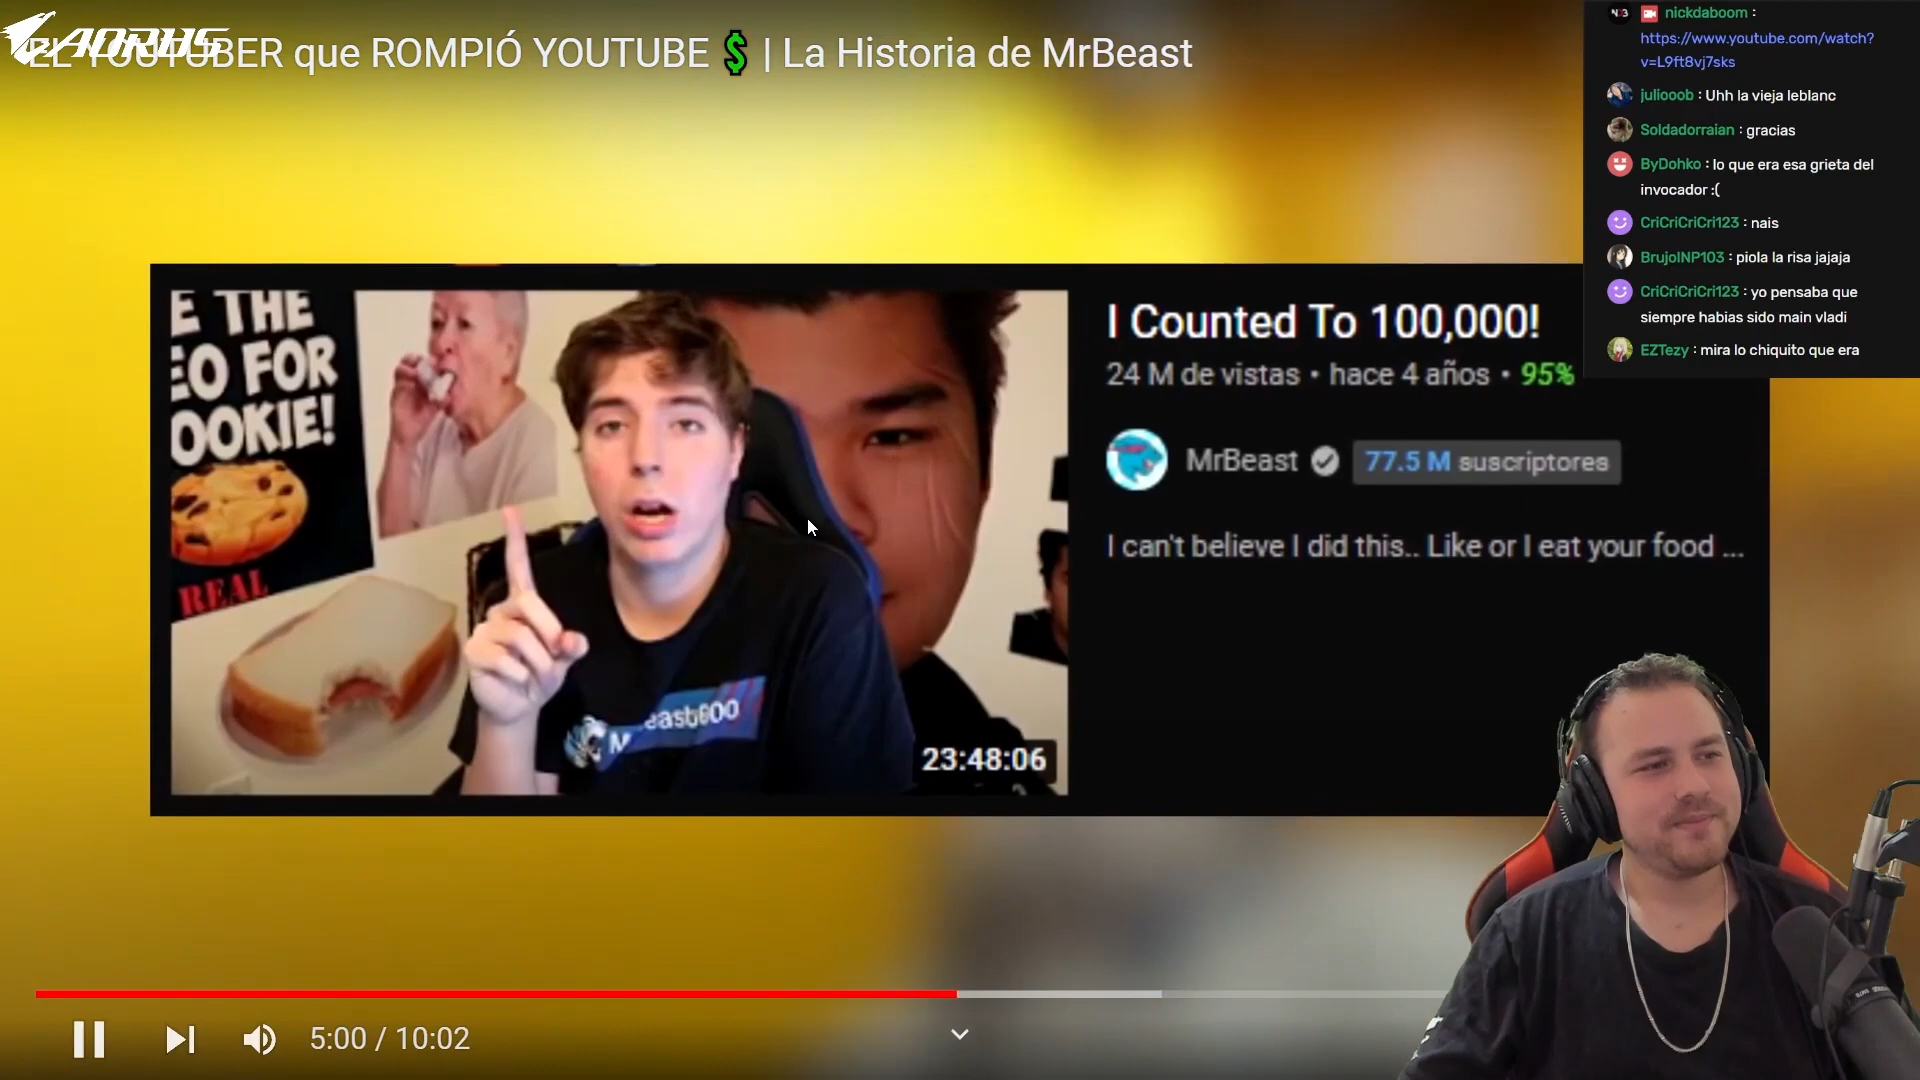 AORUS
EL YOUTUBER que ROMPIÓ YOUTUBE | La Historia de MrBeast
nickdaboom :
https://www.youtube.com/watch?
v=L9ft8vj7sks
juliooob : Uhh la vieja leblanc
Soldadorraian : gracias
ByDohko : lo que era esa grieta del
invocador :(
CriCriCriCri123 : nais
BrujoINP103 : piola la risa jajaja
CriCriCriCri123 : yo pensaba que
siempre habias sido main vladi
EZTezy : mira lo chiquito que era
E THE
EO FOR
OOKIE!
REAL
23:48:06
I Counted To 100,000!
24 M de vistas • hace 4 años • 95%
MrBeast
77.5 M suscriptores
I can't believe I did this.. Like or I eat your food ...
5:00 / 10:02